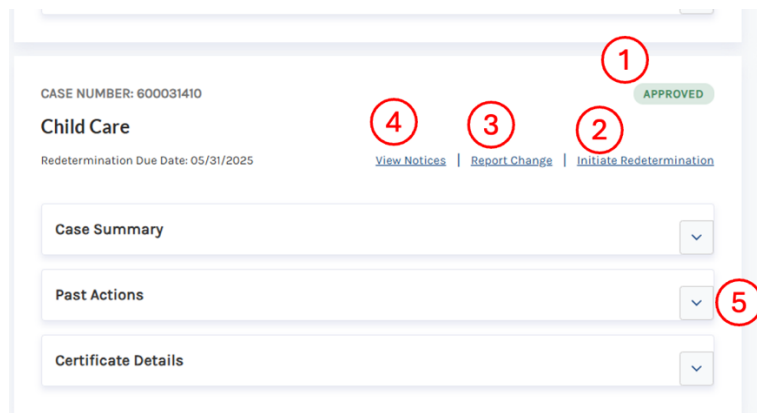 1
CASE NUMBER: 600031410
APPROVED
Child Care
4
3
2
Redetermination Due Date: 05/31/2025
View Notices | Report Change | Initiate Redetermination
Case Summary
Past Actions
5
Certificate Details